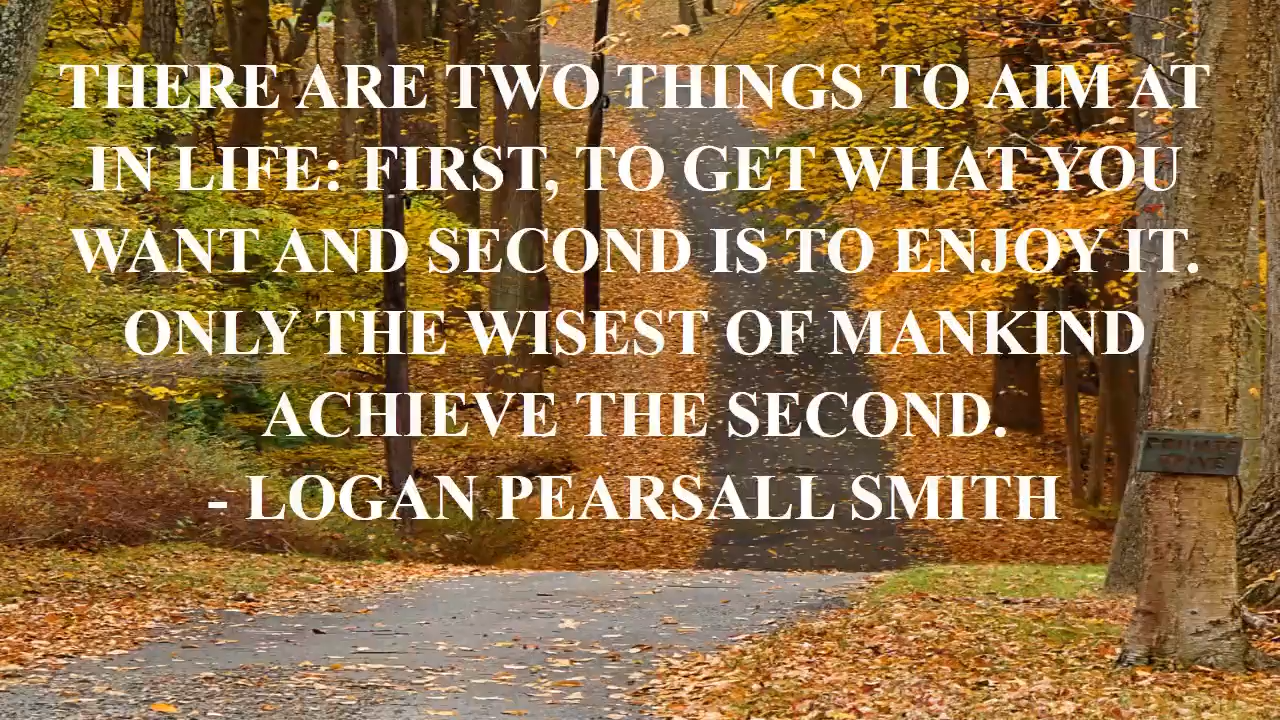 THERE ARE TWO THINGS TO AIM AT
IN LIFE: FIRST, TO GET WHAT YOU
WANT AND SECOND IS TO ENJOY IT.
ONLY THE WISEST OF MANKIND
ACHIEVE THE SECOND.
- LOGAN PEARSALL SMITH